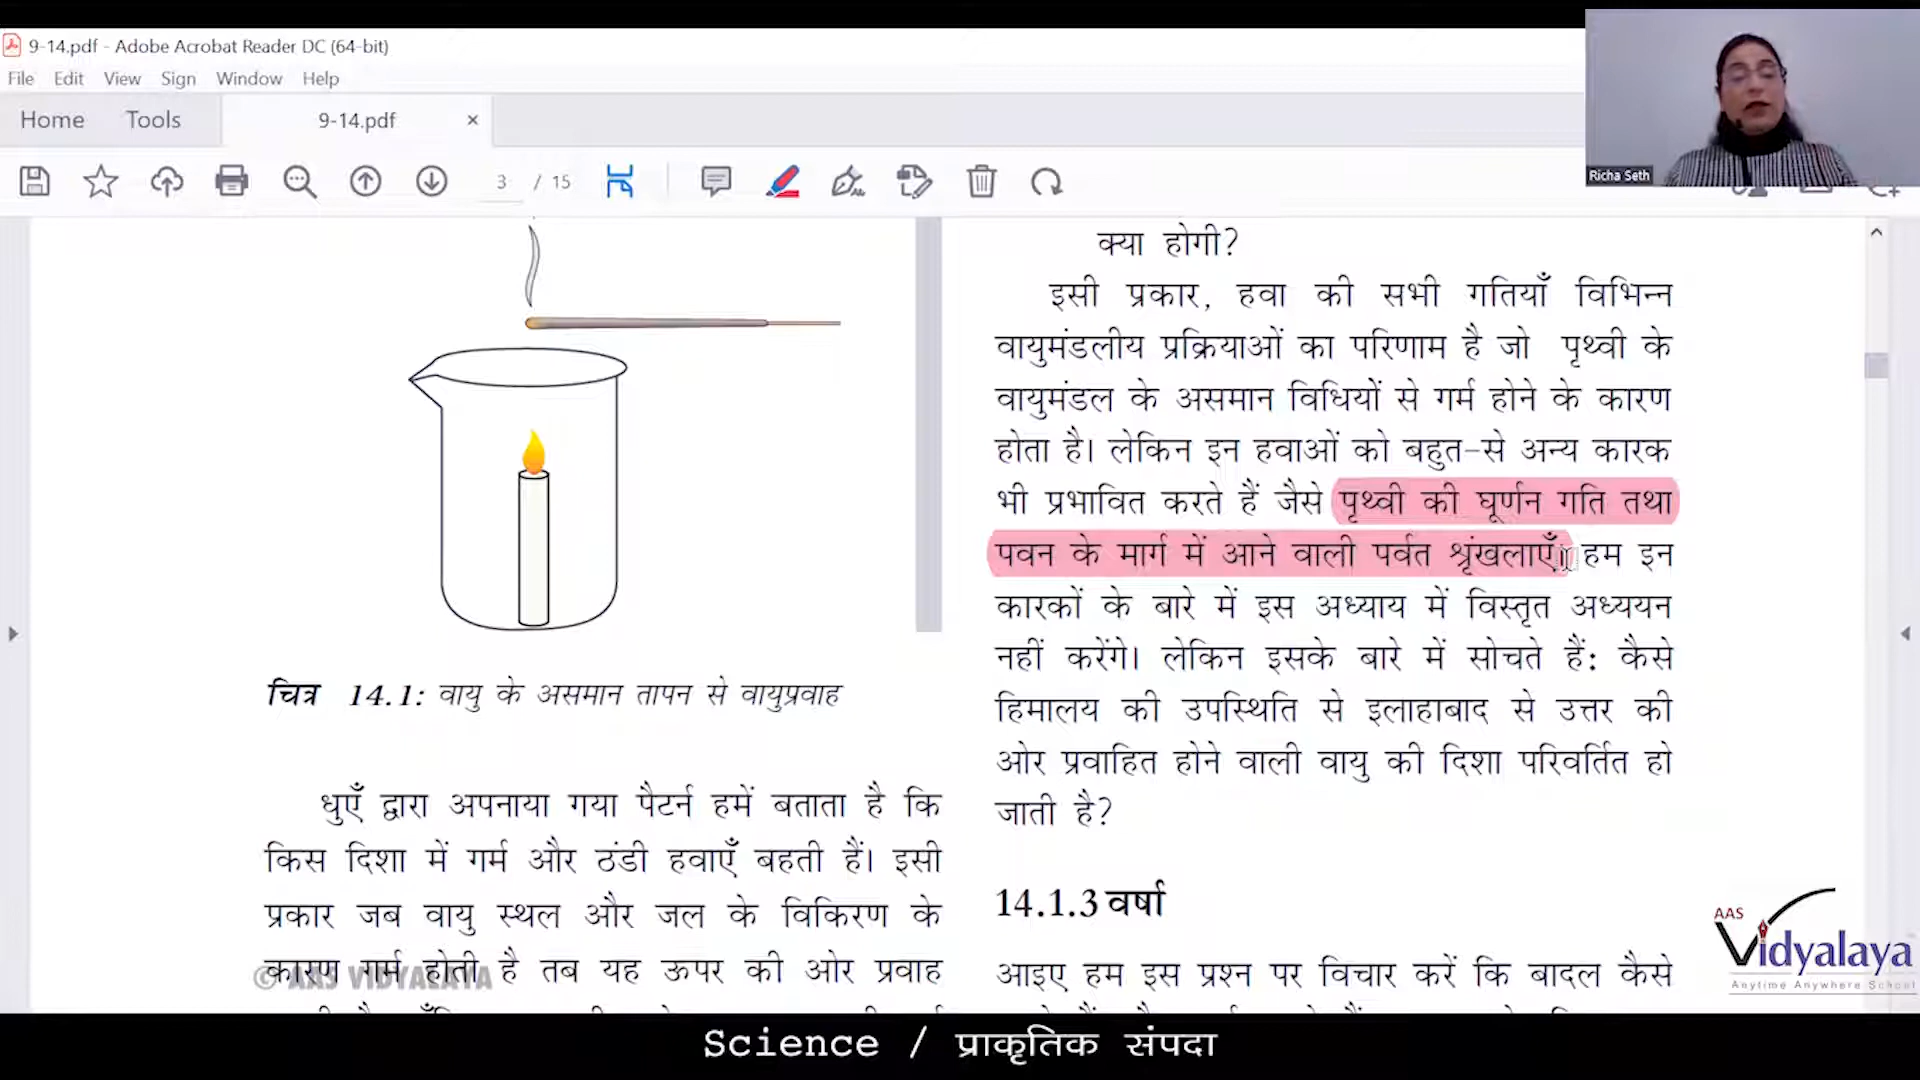 9-14.pdf - Adobe Acrobat Reader DC (64-bit)
File Edit View Sign Window Help
Home Tools 9-14.pdf ×
3 / 15
Richa Seth
चित्र 14.1: वायु के असमान तापन से वायुप्रवाह
धुएँ द्वारा अपनाया गया पैटर्न हमें बताता है कि
किस दिशा में गर्म और ठंडी हवाएँ बहती हैं। इसी
प्रकार जब वायु स्थल और जल के विकिरण के
कारण गर्म होती है तब यह ऊपर की ओर प्रवाह
© AAS VIDYALAYA
क्या होगी?
इसी प्रकार, हवा की सभी गतियाँ विभिन्न
वायुमंडलीय प्रक्रियाओं का परिणाम है जो पृथ्वी के
वायुमंडल के असमान विधियों से गर्म होने के कारण
होता है। लेकिन इन हवाओं को बहुत-से अन्य कारक
भी प्रभावित करते हैं जैसे पृथ्वी की घूर्णन गति तथा
पवन के मार्ग में आने वाली पर्वत श्रृंखलाएँ। हम इन
कारकों के बारे में इस अध्याय में विस्तृत अध्ययन
नहीं करेंगे। लेकिन इसके बारे में सोचते हैं: कैसे
हिमालय की उपस्थिति से इलाहाबाद से उत्तर की
ओर प्रवाहित होने वाली वायु की दिशा परिवर्तित हो
जाती है?
14.1.3 वर्षा
आइए हम इस प्रश्न पर विचार करें कि बादल कैसे
AAS
Vidyalaya
Anytime Anywhere School
Science / प्राकृतिक संपदा